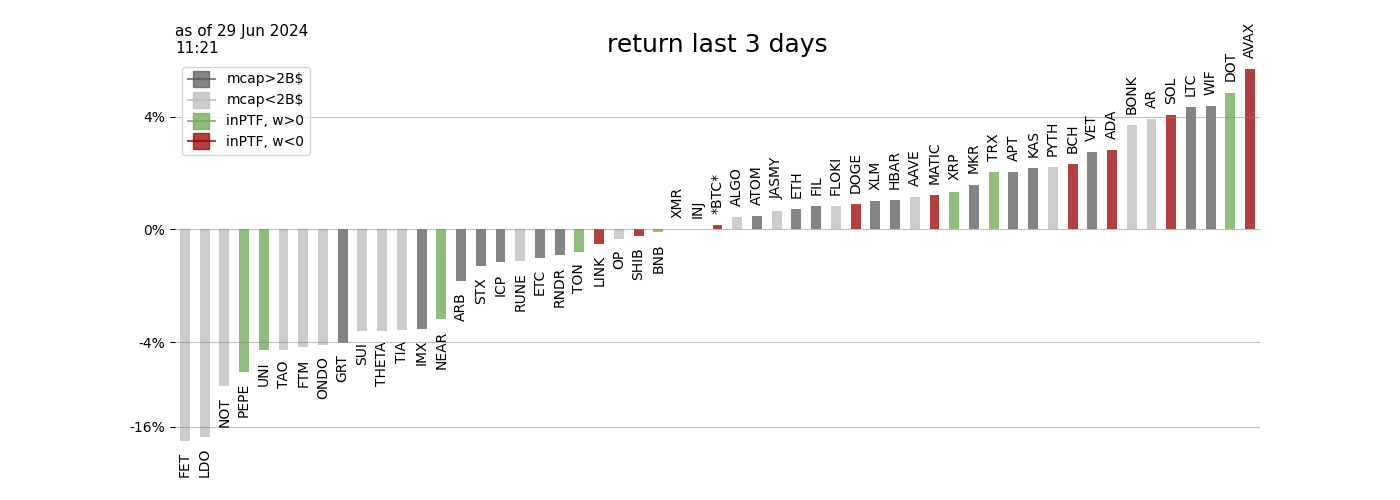 as of 29 Jun 2024
11:21
return last 3 days
mcap>2B$
mcap<2B$
inPTF, w>0
inPTF, w<0
4%
0%
-4%
-16%
FET
LDO
NOT
PEPE
UNI
TAO
FTM
ONDO
GRT
SUI
THETA
TIA
IMX
NEAR
ARB
STX
ICP
RUNE
ETC
RNDR
TON
LINK
OP
SHIB
BNB
XMR
INJ
*BTC*
ALGO
ATOM
JASMY
ETH
FIL
FLOKI
DOGE
XLM
HBAR
AAVE
MATIC
XRP
MKR
TRX
APT
KAS
PYTH
BCH
VET
ADA
BONK
AR
SOL
LTC
WIF
DOT
AVAX